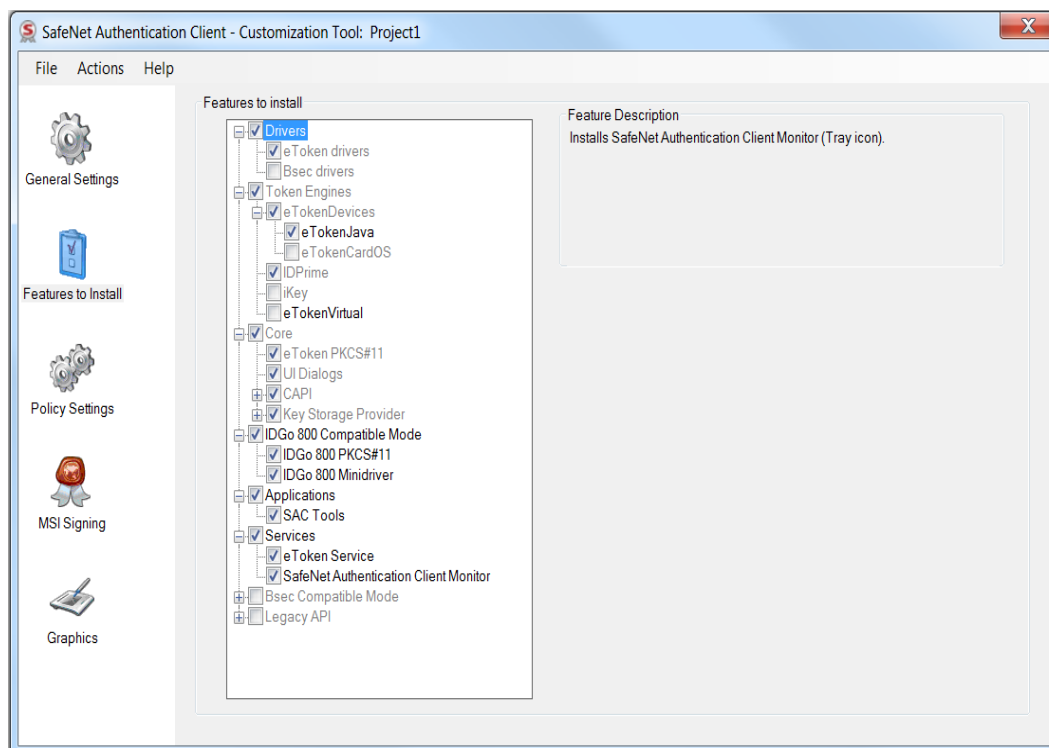 SafeNet Authentication Client - Customization Tool: Project1
File Actions Help
General Settings
Features to Install
Policy Settings
MSI Signing
Graphics
Features to install
Drivers
eToken drivers
Bsec drivers
Token Engines
eTokenDevices
eTokenJava
eTokenCardOS
IDPrime
iKey
eTokenVirtual
Core
eToken PKCS#11
UI Dialogs
CAPI
Key Storage Provider
IDGo 800 Compatible Mode
IDGo 800 PKCS#11
IDGo 800 Minidriver
Applications
SAC Tools
Services
eToken Service
SafeNet Authentication Client Monitor
Bsec Compatible Mode
Legacy API
Feature Description
Installs SafeNet Authentication Client Monitor (Tray icon).